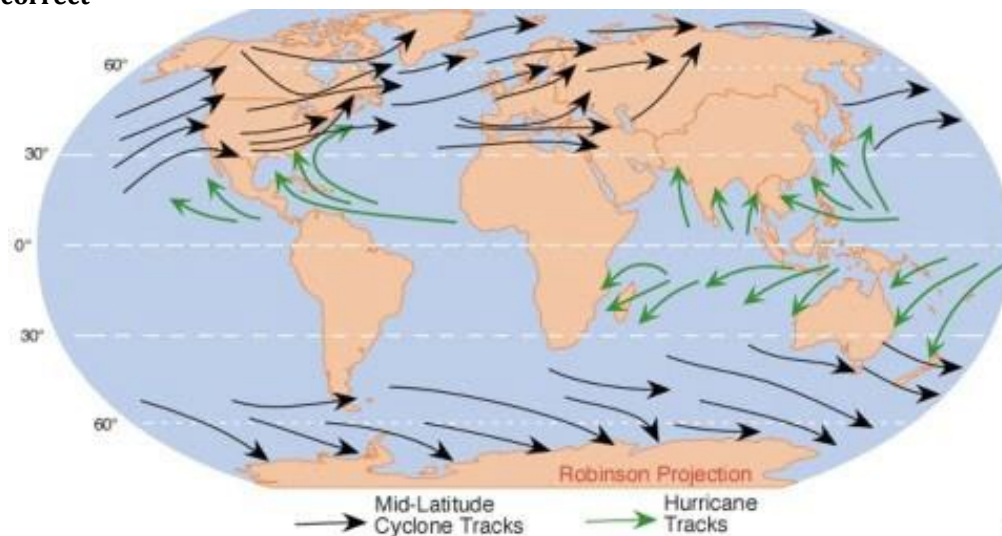 correct
60°
30°
0°
30°
60°
Robinson Projection
Mid-Latitude
Cyclone Tracks
Hurricane
Tracks